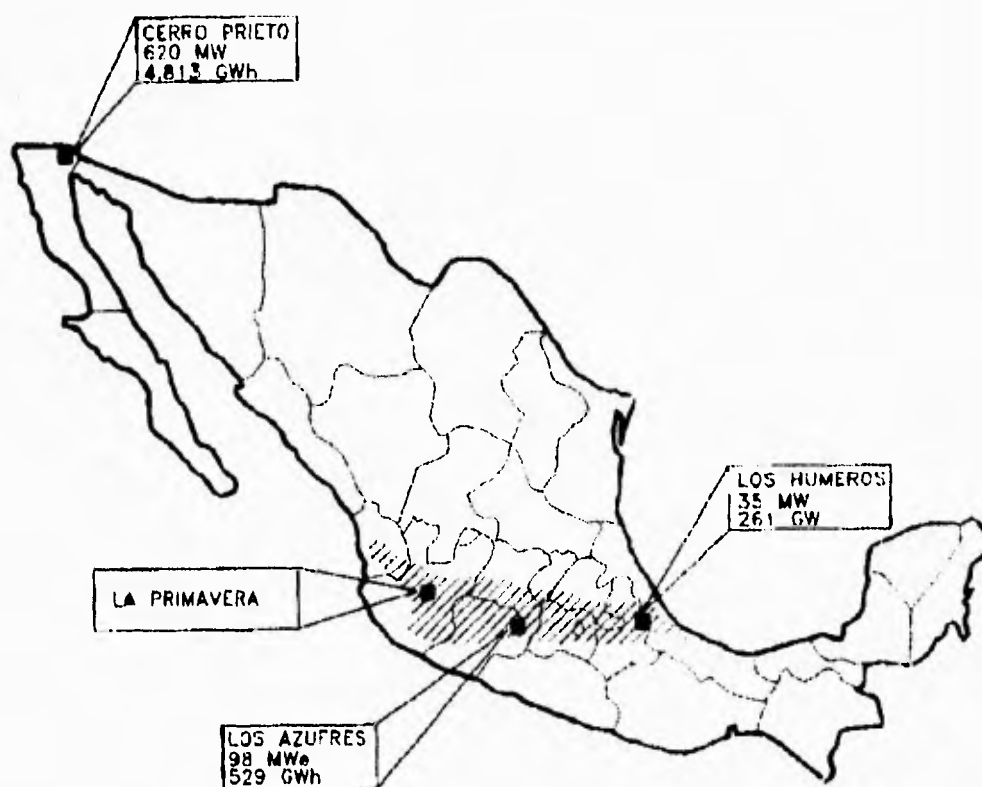 CERRO PRIETO
620 MW
4,813 GWh
LOS HUMEROS
35 MW
261 GW
LA PRIMAVERA
LOS AZUFRES
98 MWe
529 GWh